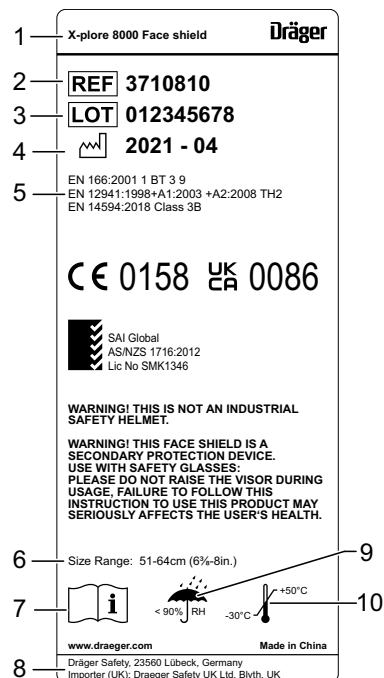 1
X-plore 8000 Face shield
Dräger
2
REF 3710810
3
LOT 012345678
4
2021 - 04
EN 166:2001 1 BT 3 9
5
EN 12941:1998+A1:2003 +A2:2008 TH2
EN 14594:2018 Class 3B
CE 0158 UK CA 0086
SAI Global
AS/NZS 1716:2012
Lic No SMK1346
WARNING! THIS IS NOT AN INDUSTRIAL
SAFETY HELMET.
WARNING! THIS FACE SHIELD IS A
SECONDARY PROTECTION DEVICE.
USE WITH SAFETY GLASSES:
PLEASE DO NOT RAISE THE VISOR DURING
USAGE, FAILURE TO FOLLOW THIS
INSTRUCTION TO USE THIS PRODUCT MAY
SERIOUSLY AFFECTS THE USER'S HEALTH.
6
Size Range: 51-64cm (6⅜-8in.)
9
7
i
< 90% RH
-30°C
+50°C
10
www.draeger.com
Made in China
8
Dräger Safety, 23560 Lübeck, Germany
Importer (UK): Draeger Safety UK Ltd. Blyth, UK